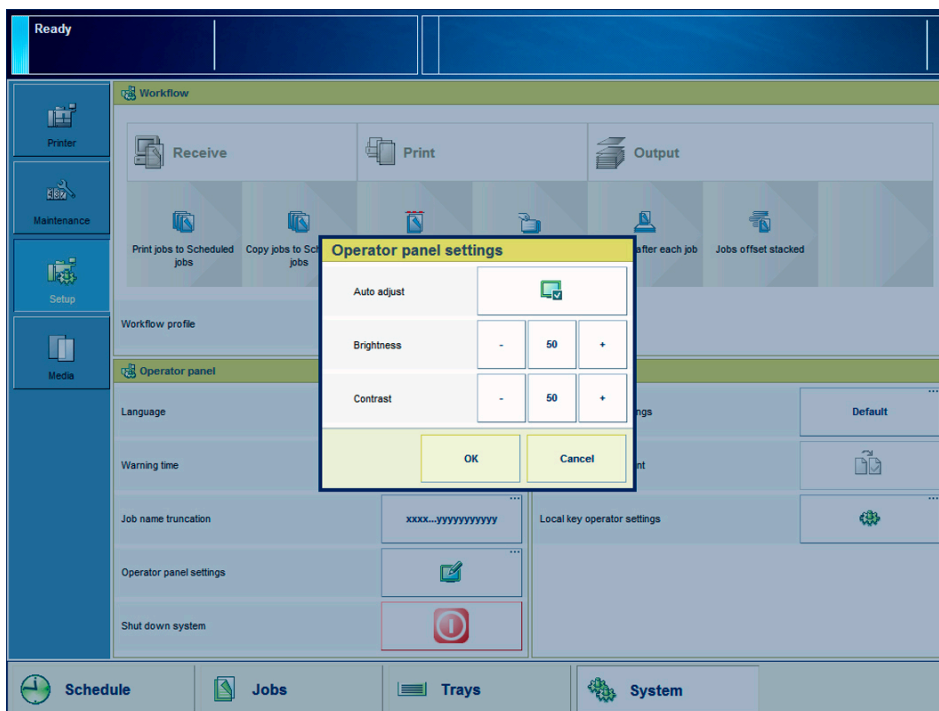 Ready
Workflow
Printer
Receive
Print
Output
Maintenance
Print jobs to Scheduled
jobs
Copy jobs to
jobs
after each job
Jobs offset stacked
Setup
Workflow profile
Operator panel settings
Auto adjust
Brightness
-
50
+
Contrast
-
50
+
OK
Cancel
Media
Operator panel
Language
Default
Warning time
Job name truncation
xxxx...yyyyyyyyyyy
Local key operator settings
Operator panel settings
Shut down system
Schedule
Jobs
Trays
System